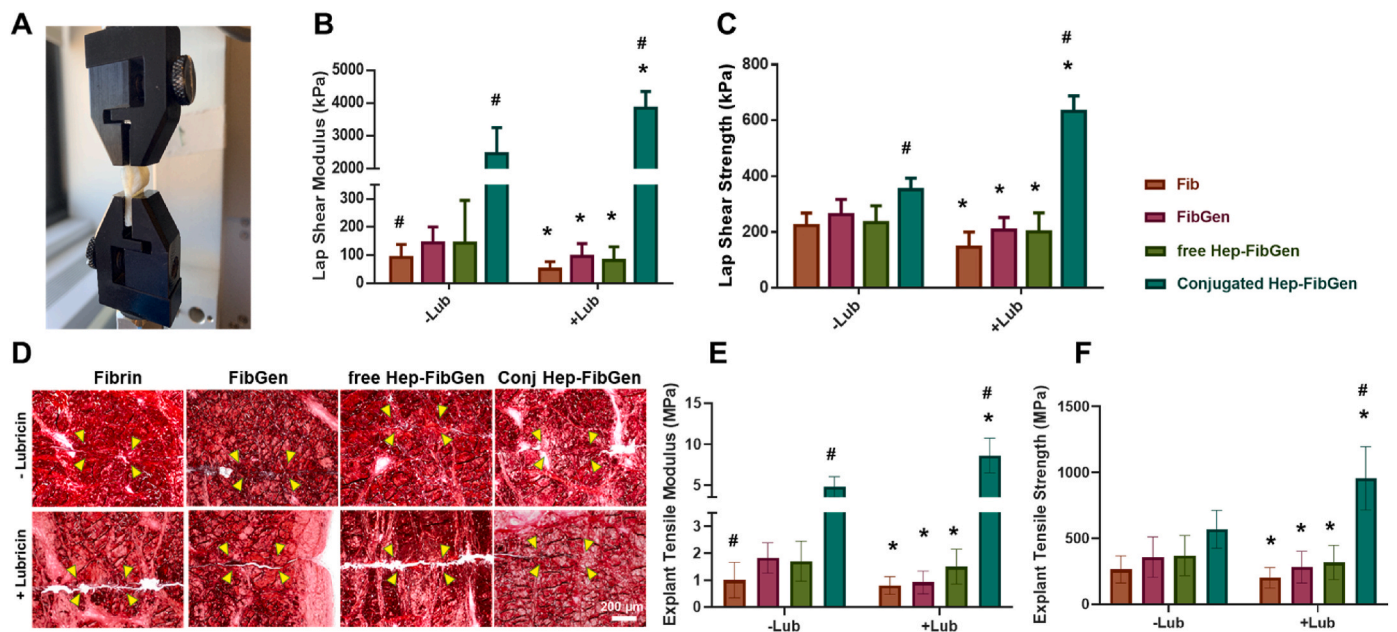 A
B
Lap Shear Modulus (kPa)
5000
4000
3000
2000
300
200
100
0
#
#
*
*
*
#
*
-Lub
+Lub
C
Lap Shear Strength (kPa)
800
600
400
200
0
#
*
*
*
#
*
-Lub
+Lub
Fib
FibGen
free Hep-FibGen
Conjugated Hep-FibGen
D
Fibrin
FibGen
free Hep-FibGen
Conj Hep-FibGen
- Lubricin
+ Lubricin
200 µm
E
Explant Tensile Modulus (MPa)
15
10
5
3
2
1
0
#
#
*
*
*
#
*
-Lub
+Lub
F
Explant Tensile Strength (MPa)
1500
1000
500
0
*
*
*
#
*
-Lub
+Lub